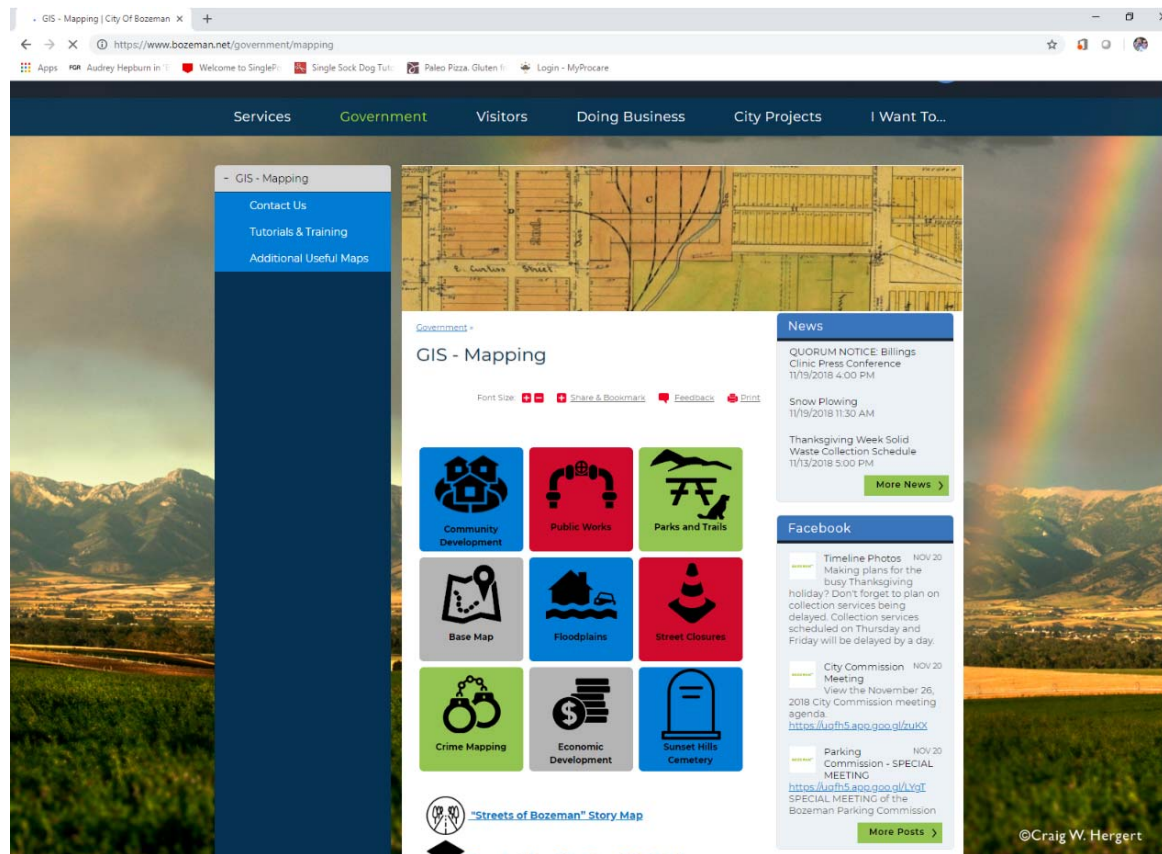 GIS - Mapping | City Of Bozeman
https://www.bozeman.net/government/mapping
Apps
FGR Audrey Hepburn in
Welcome to SinglePo
Single Sock Dog Tuto
Paleo Pizza. Gluten f
Login - MyProcare
Services Government Visitors Doing Business City Projects I Want To...
- GIS - Mapping
Contact Us
Tutorials & Training
Additional Useful Maps
E. Curtiss Street
C
Government »
GIS - Mapping
Font Size: Share & Bookmark Feedback Print
Community
Development
Public Works
Parks and Trails
Base Map
Floodplains
Street Closures
Crime Mapping
Economic
Development
Sunset Hills
Cemetery
"Streets of Bozeman" Story Map
News
QUORUM NOTICE: Billings
Clinic Press Conference
11/19/2018 4:00 PM
Snow Plowing
11/19/2018 11:30 AM
Thanksgiving Week Solid
Waste Collection Schedule
11/13/2018 5:00 PM
More News
Facebook
Timeline Photos NOV 20
Making plans for the
busy Thanksgiving
holiday? Don't forget to plan on
collection services being
delayed. Collection services
scheduled on Thursday and
Friday will be delayed by a day.
City Commission NOV 20
Meeting
View the November 26,
2018 City Commission meeting
agenda.
https://uqfh5.app.goo.gl/zuKX
Parking NOV 20
Commission - SPECIAL
MEETING
https://uqfh5.app.goo.gl/LYgT
SPECIAL MEETING of the
Bozeman Parking Commission
More Posts
©Craig W. Hergert